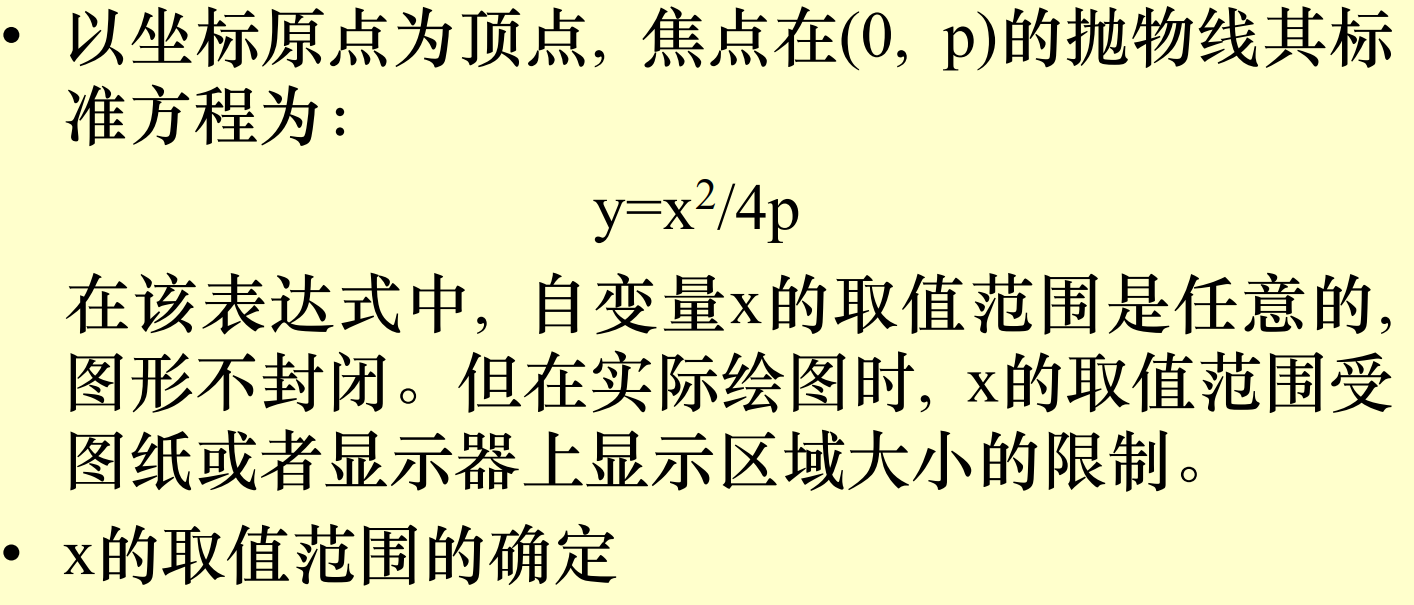 • 以坐标原点为顶点, 焦点在(0, p)的抛物线其标
准方程为:
y=x²/4p
在该表达式中, 自变量x的取值范围是任意的,
图形不封闭。但在实际绘图时, x的取值范围受
图纸或者显示器上显示区域大小的限制。
• x的取值范围的确定